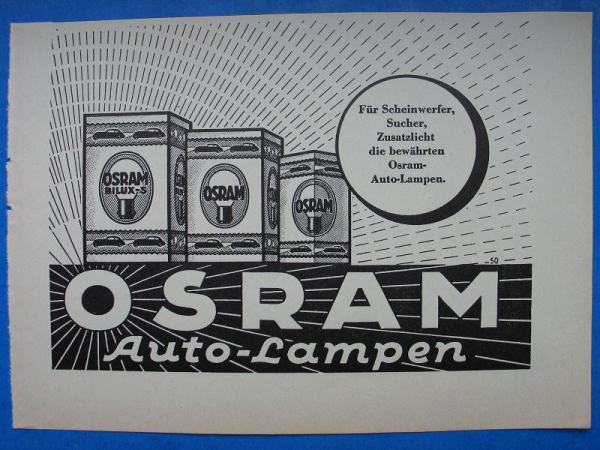 Für Scheinwerfer,
Sucher,
Zusatzlicht
die bewährten
Osram-
Auto-Lampen.
OSRAM
BILUX-S
OSRAM
OSRAM
50
OSRAM
Auto-Lampen